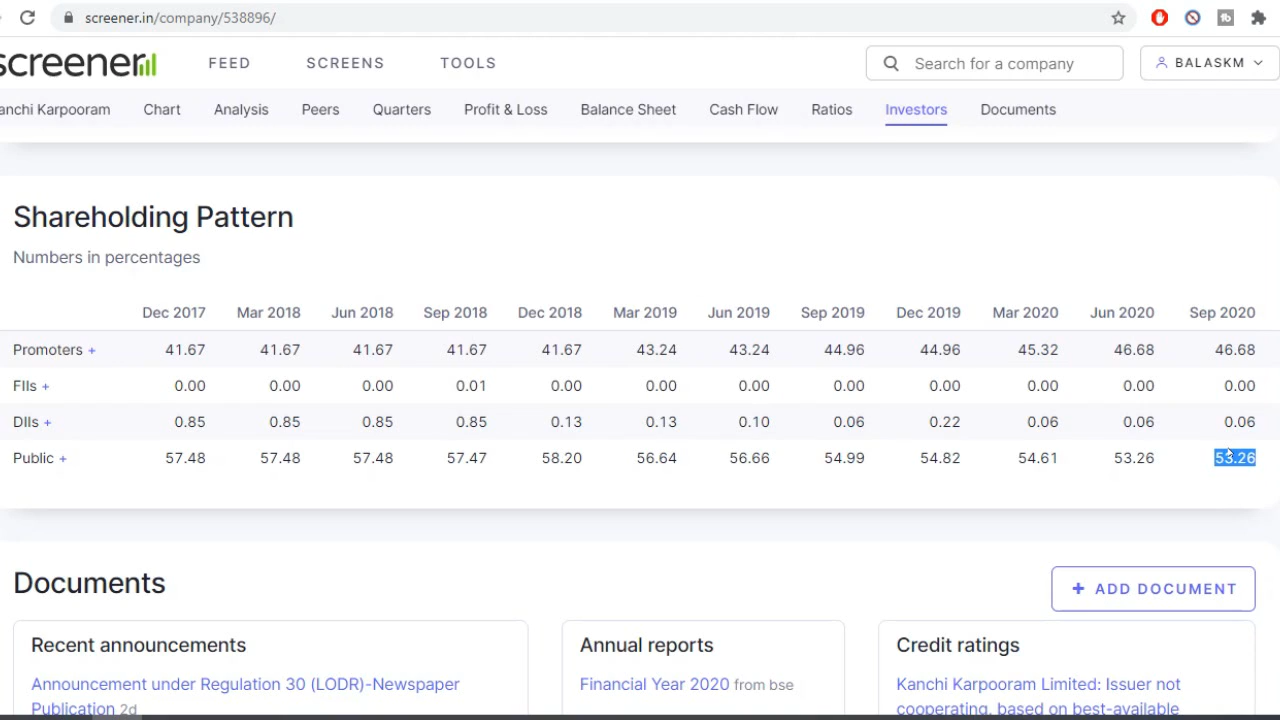 screener.in/company/538896/
screener FEED SCREENS TOOLS Search for a company BALASKM
anchi Karpooram Chart Analysis Peers Quarters Profit & Loss Balance Sheet Cash Flow Ratios Investors Documents
Shareholding Pattern
Numbers in percentages
Dec 2017 Mar 2018 Jun 2018 Sep 2018 Dec 2018 Mar 2019 Jun 2019 Sep 2019 Dec 2019 Mar 2020 Jun 2020 Sep 2020
Promoters + 41.67 41.67 41.67 41.67 41.67 43.24 43.24 44.96 44.96 45.32 46.68 46.68
FIIs + 0.00 0.00 0.00 0.01 0.00 0.00 0.00 0.00 0.00 0.00 0.00 0.00
DIIs + 0.85 0.85 0.85 0.85 0.13 0.13 0.10 0.06 0.22 0.06 0.06 0.06
Public + 57.48 57.48 57.48 57.47 58.20 56.64 56.66 54.99 54.82 54.61 53.26 53.26
Documents + ADD DOCUMENT
Recent announcements Annual reports Credit ratings
Announcement under Regulation 30 (LODR)-Newspaper Financial Year 2020 from bse Kanchi Karpooram Limited: Issuer not
Publication 2d cooperating, based on best-available